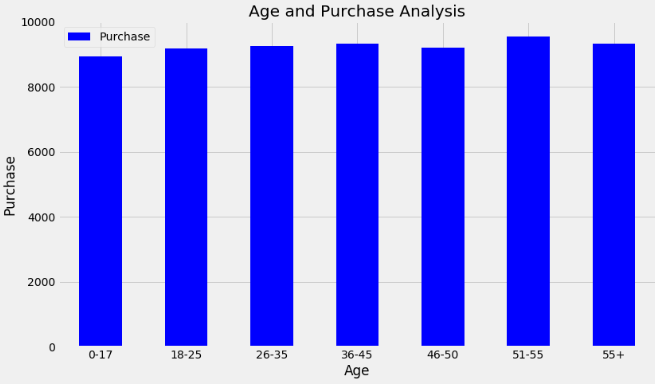 Age and Purchase Analysis
Purchase
10000
8000
6000
4000
2000
0
Purchase
0-17 18-25 26-35 36-45 46-50 51-55 55+
Age